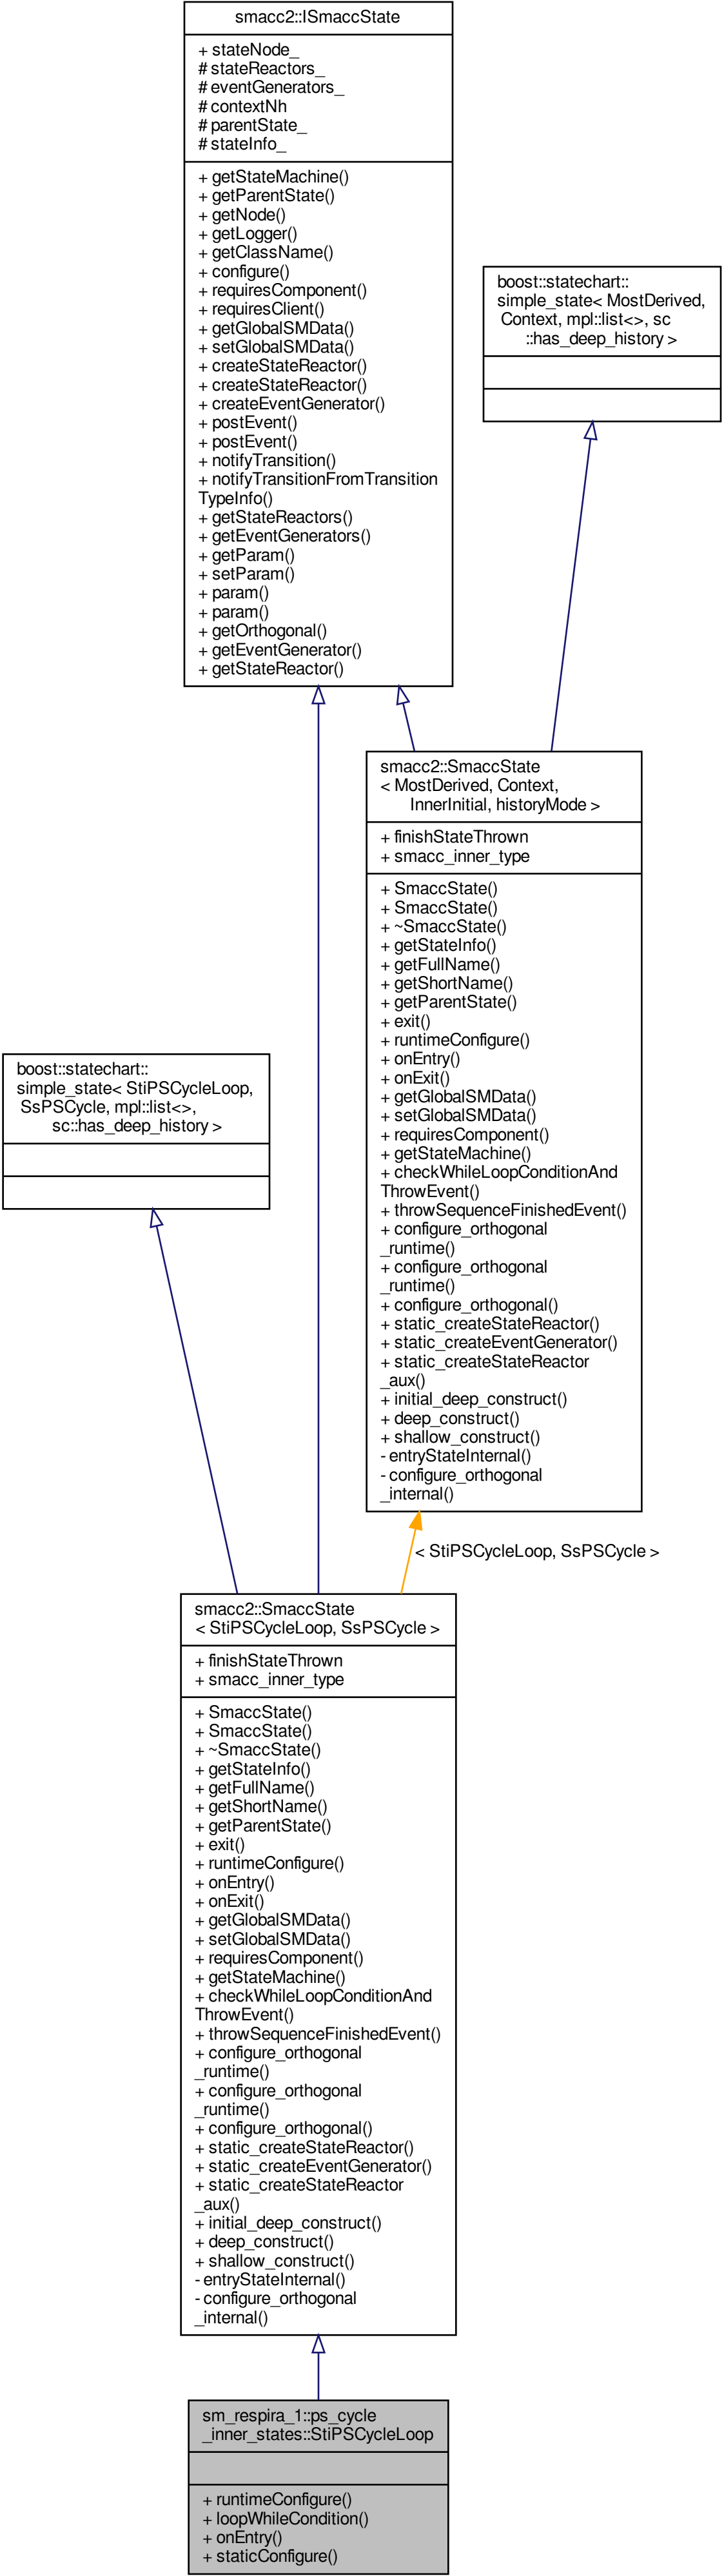 smacc2::ISmaccState
+ stateNode_
# stateReactors_
# eventGenerators_
# contextNh
# parentState_
# stateInfo_
+ getStateMachine()
+ getParentState()
+ getNode()
+ getLogger()
+ getClassName()
+ configure()
+ requiresComponent()
+ requiresClient()
+ getGlobalSMData()
+ setGlobalSMData()
+ createStateReactor()
+ createStateReactor()
+ createEventGenerator()
+ postEvent()
+ postEvent()
+ notifyTransition()
+ notifyTransitionFromTransition
TypeInfo()
+ getStateReactors()
+ getEventGenerators()
+ getParam()
+ setParam()
+ param()
+ param()
+ getOrthogonal()
+ getEventGenerator()
+ getStateReactor()
boost::statechart::
simple_state< MostDerived,
Context, mpl::list<>, sc
::has_deep_history >
smacc2::SmaccState
< MostDerived, Context,
InnerInitial, historyMode >
+ finishStateThrown
+ smacc_inner_type
+ SmaccState()
+ SmaccState()
+ ~SmaccState()
+ getStateInfo()
+ getFullName()
+ getShortName()
+ getParentState()
+ exit()
+ runtimeConfigure()
+ onEntry()
+ onExit()
+ getGlobalSMData()
+ setGlobalSMData()
+ requiresComponent()
+ getStateMachine()
+ checkWhileLoopConditionAnd
ThrowEvent()
+ throwSequenceFinishedEvent()
+ configure_orthogonal
_runtime()
+ configure_orthogonal
_runtime()
+ configure_orthogonal()
+ static_createStateReactor()
+ static_createEventGenerator()
+ static_createStateReactor
_aux()
+ initial_deep_construct()
+ deep_construct()
+ shallow_construct()
- entryStateInternal()
- configure_orthogonal
_internal()
boost::statechart::
simple_state< StiPSCycleLoop,
SsPSCycle, mpl::list<>,
sc::has_deep_history >
< StiPSCycleLoop, SsPSCycle >
smacc2::SmaccState
< StiPSCycleLoop, SsPSCycle >
+ finishStateThrown
+ smacc_inner_type
+ SmaccState()
+ SmaccState()
+ ~SmaccState()
+ getStateInfo()
+ getFullName()
+ getShortName()
+ getParentState()
+ exit()
+ runtimeConfigure()
+ onEntry()
+ onExit()
+ getGlobalSMData()
+ setGlobalSMData()
+ requiresComponent()
+ getStateMachine()
+ checkWhileLoopConditionAnd
ThrowEvent()
+ throwSequenceFinishedEvent()
+ configure_orthogonal
_runtime()
+ configure_orthogonal
_runtime()
+ configure_orthogonal()
+ static_createStateReactor()
+ static_createEventGenerator()
+ static_createStateReactor
_aux()
+ initial_deep_construct()
+ deep_construct()
+ shallow_construct()
- entryStateInternal()
- configure_orthogonal
_internal()
sm_respira_1::ps_cycle
_inner_states::StiPSCycleLoop
+ runtimeConfigure()
+ loopWhileCondition()
+ onEntry()
+ staticConfigure()